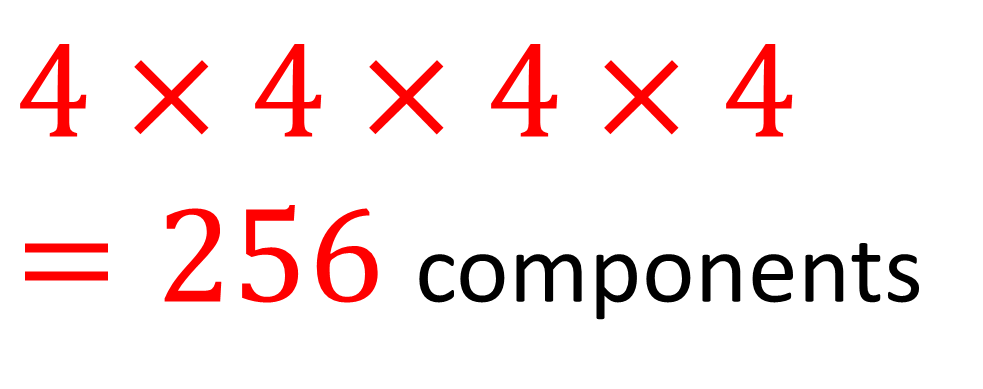 4 × 4 × 4 × 4
= 256 components